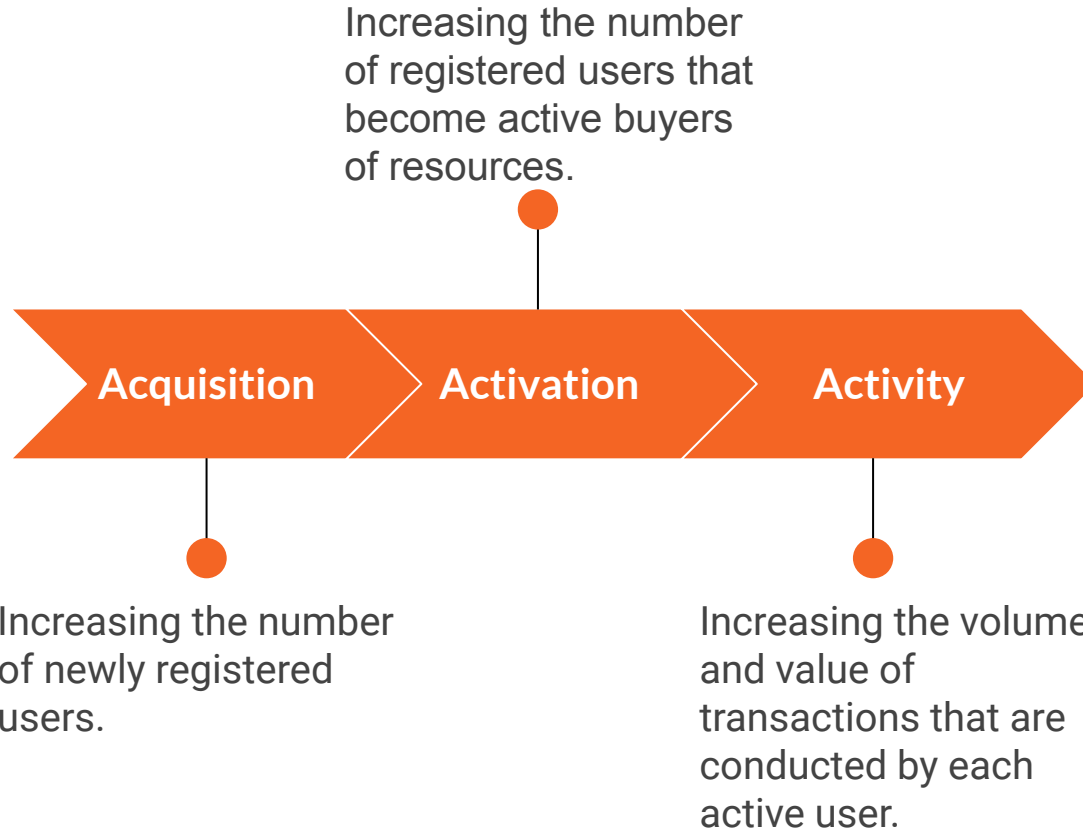 Increasing the number
of registered users that
become active buyers
of resources.
Acquisition
Activation
Activity
Increasing the number
of newly registered
users.
Increasing the volume
and value of
transactions that are
conducted by each
active user.